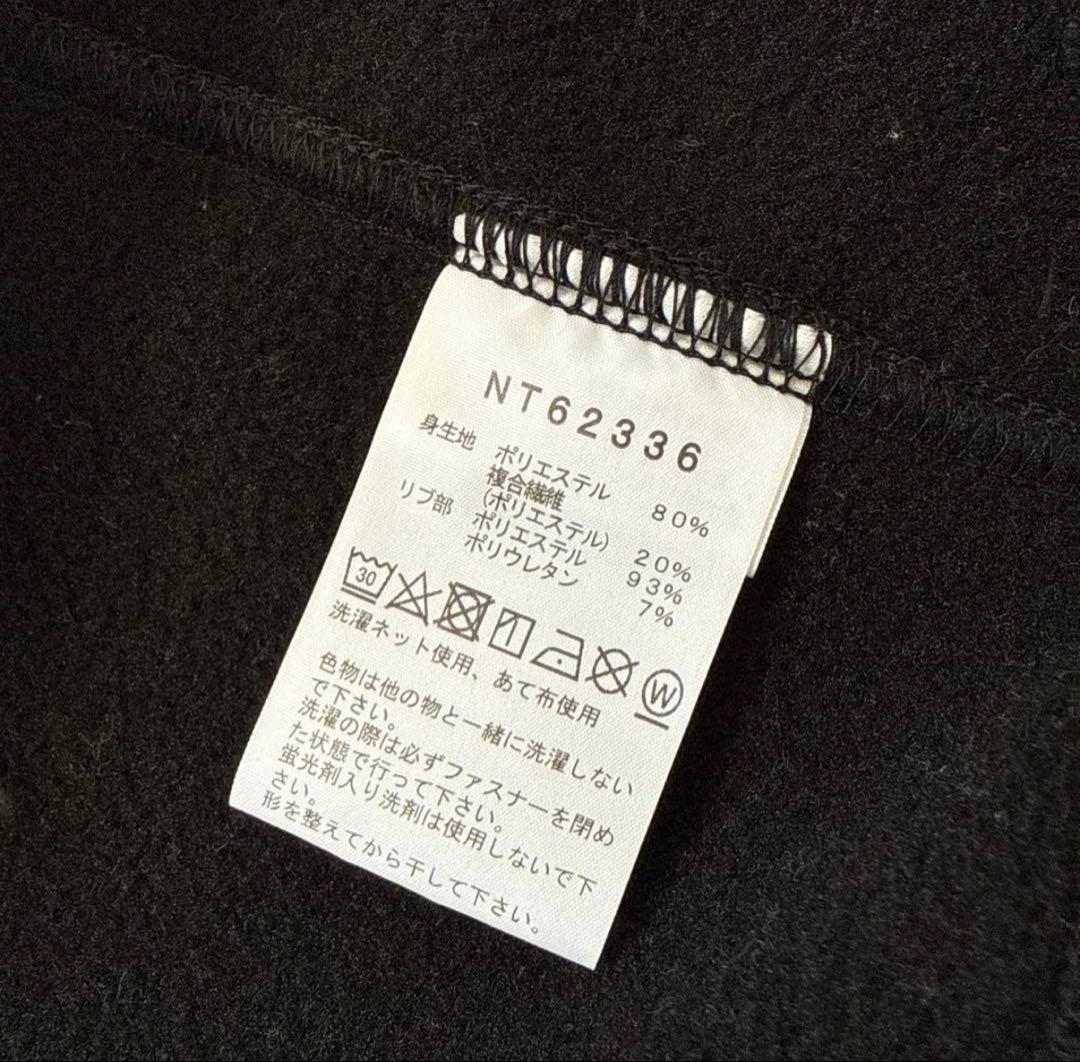 NT62336
身生地 ポリエステル 80%
複合繊維
(ポリエステル) 20%
リブ部 ポリエステル 93%
ポリウレタン 7%
30 W
洗濯ネット使用、あて布使用
色物は他の物と一緒に洗濯しない
で下さい。
洗濯の際は必ずファスナーを閉め
た状態で行って下さい。
蛍光剤入り洗剤は使用しないで下
さい。
形を整えてから干して下さい。